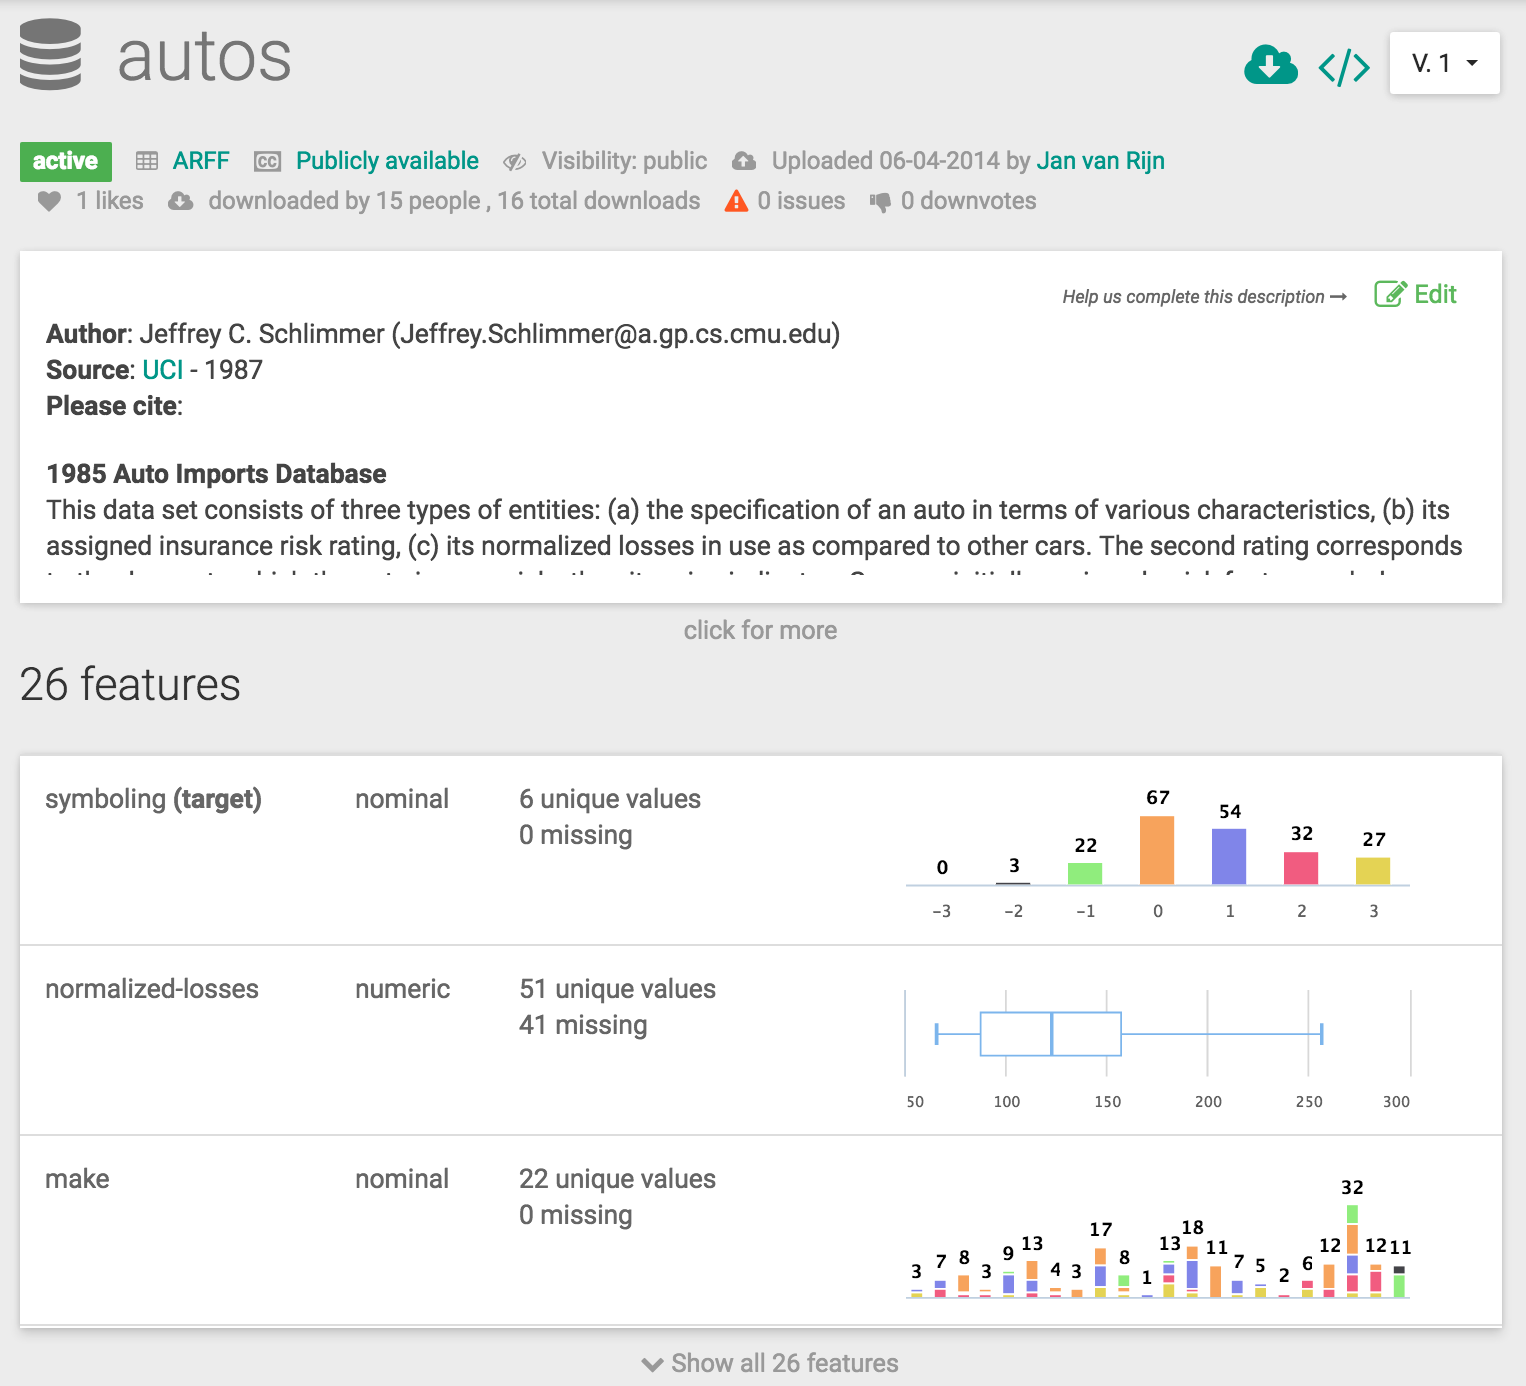 autos
V. 1
active ARFF Publicly available Visibility: public Uploaded 06-04-2014 by Jan van Rijn
1 likes downloaded by 15 people , 16 total downloads 0 issues 0 downvotes
Help us complete this description → Edit
Author: Jeffrey C. Schlimmer (Jeffrey.Schlimmer@a.gp.cs.cmu.edu)
Source: UCI - 1987
Please cite:
1985 Auto Imports Database
This data set consists of three types of entities: (a) the specification of an auto in terms of various characteristics, (b) its
assigned insurance risk rating, (c) its normalized losses in use as compared to other cars. The second rating corresponds
click for more
26 features
symboling (target) nominal 6 unique values
0 missing
0 3 22 67 54 32 27
-3 -2 -1 0 1 2 3
normalized-losses numeric 51 unique values
41 missing
50 100 150 200 250 300
make nominal 22 unique values
0 missing
3 7 8 3 9 13 4 3 17 8 1 13 18 11 7 5 2 6 12 32 12 11
Show all 26 features